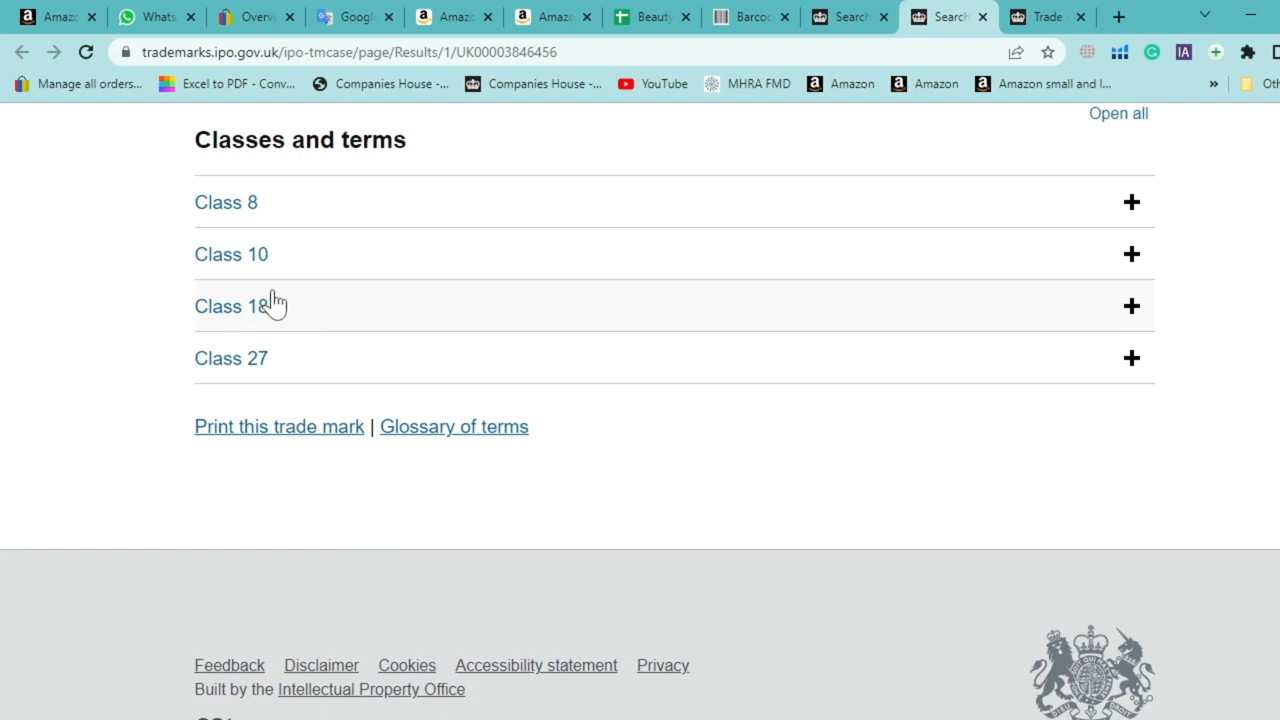 Amazo Whats Overvi Googl Amazo Amazo Beauty Barcod Search Search Trade
trademarks.ipo.gov.uk/ipo-tmcase/page/Results/1/UK00003846456
IA
Manage all orders... Excel to PDF - Conv... Companies House -... Companies House -... YouTube MHRA FMD Amazon Amazon Amazon small and l... » Oth
Open all
Classes and terms
Class 8
Class 10
Class 18
Class 27
Print this trade mark | Glossary of terms
Feedback Disclaimer Cookies Accessibility statement Privacy
Built by the Intellectual Property Office